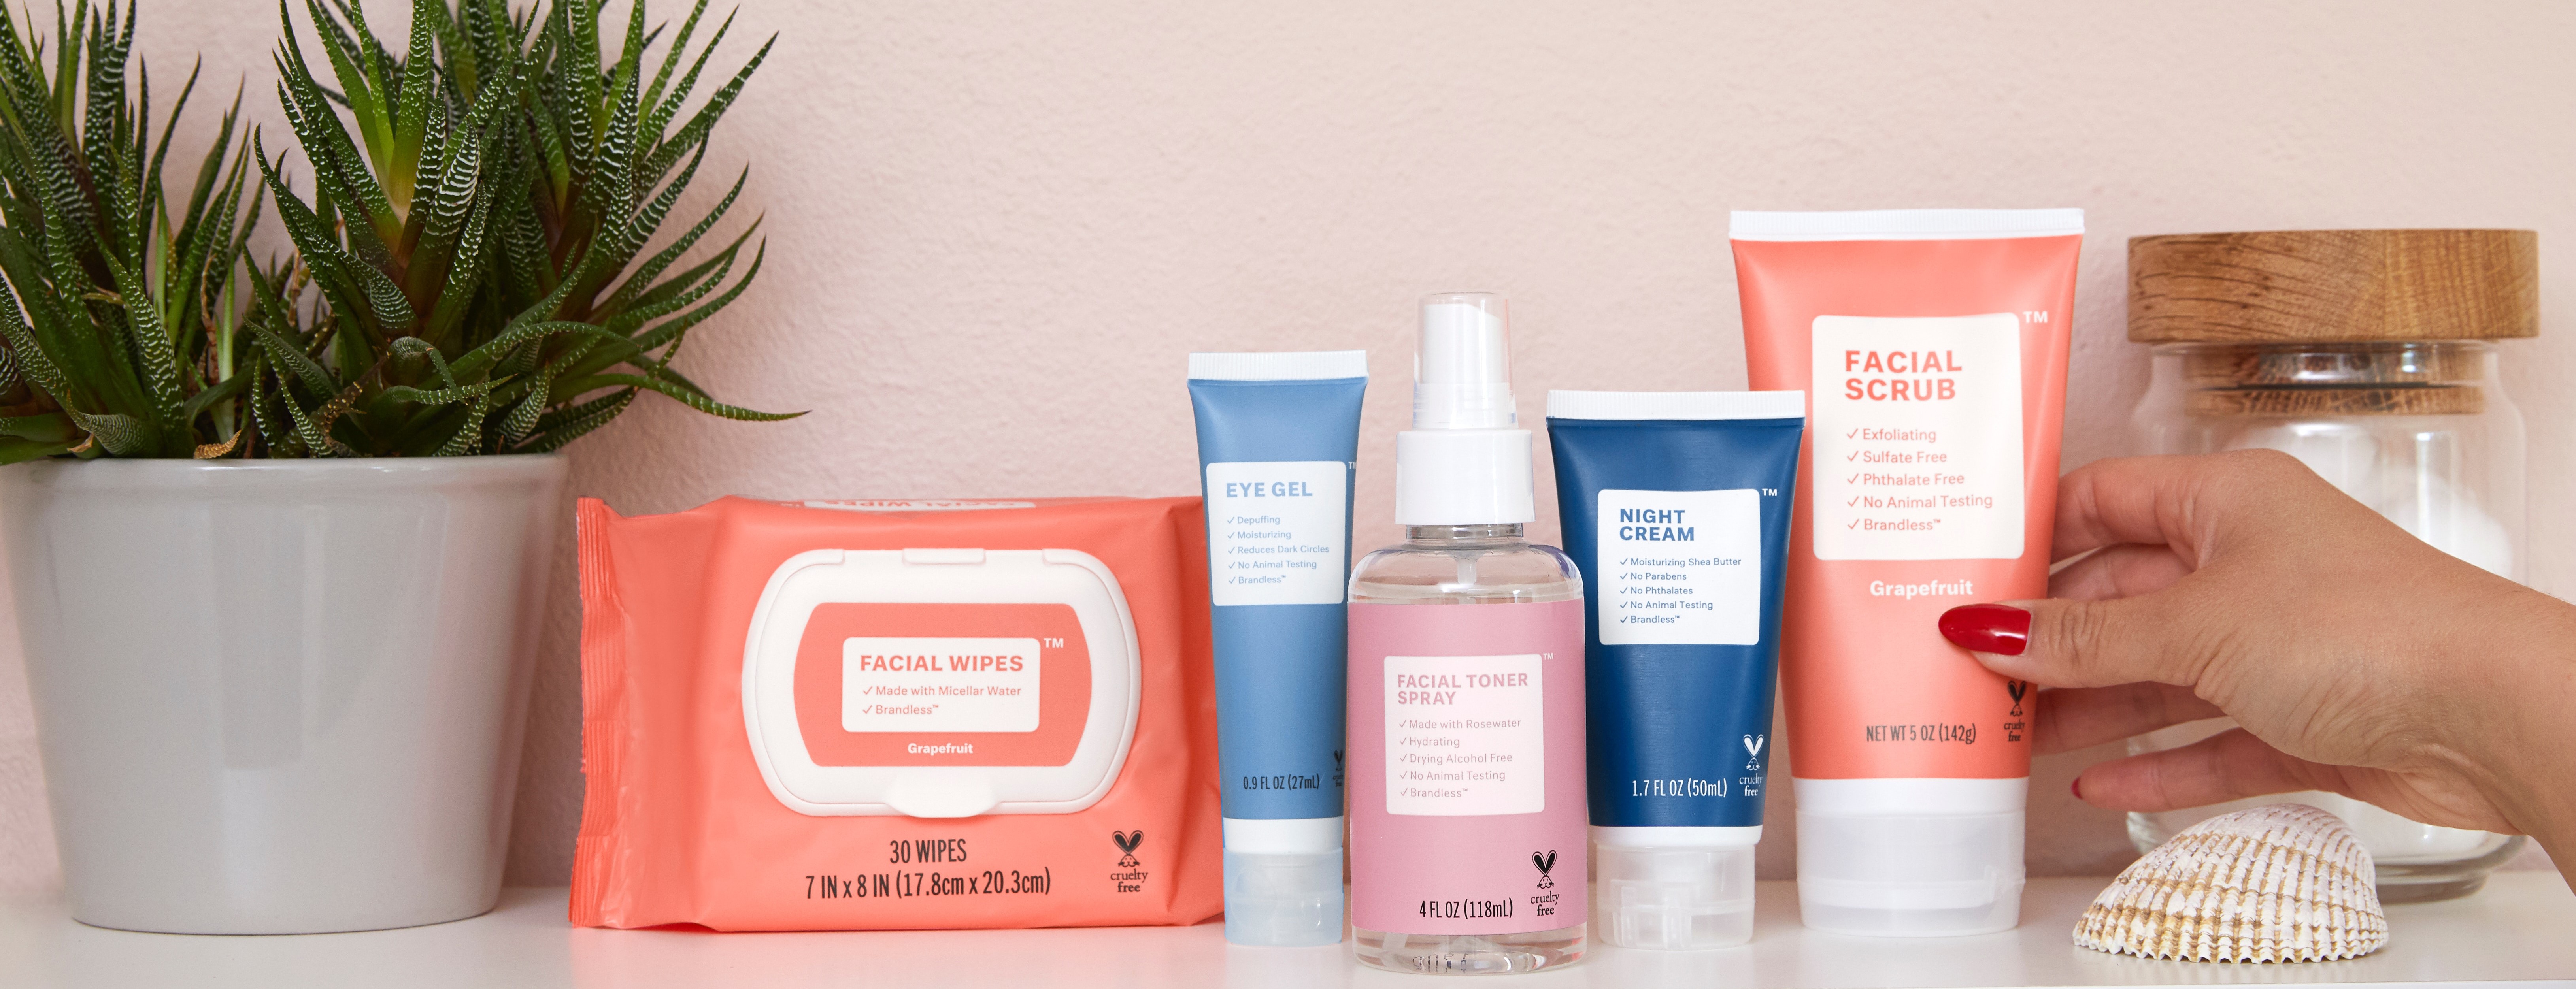 FACIAL WIPES
TM
FACIAL WIPES
✓ Made with Micellar Water
✓ Brandless™
Grapefruit
30 WIPES
7 IN x 8 IN (17.8cm x 20.3cm)
cruelty
free
EYE GEL
✓ Depuffing
✓ Moisturizing
✓ Reduces Dark Circles
✓ No Animal Testing
✓ Brandless™
0.9 FL OZ (27mL)
TM
FACIAL TONER
SPRAY
✓ Made with Rosewater
✓ Hydrating
✓ Drying Alcohol Free
✓ No Animal Testing
✓ Brandless™
4 FL OZ (118mL)
cruelty
free
TM
NIGHT
CREAM
✓ Moisturizing Shea Butter
✓ No Parabens
✓ No Phthalates
✓ No Animal Testing
✓ Brandless™
1.7 FL OZ (50mL)
cruelty
free
TM
FACIAL
SCRUB
✓ Exfoliating
✓ Sulfate Free
✓ Phthalate Free
✓ No Animal Testing
✓ Brandless™
Grapefruit
NET WT 5 OZ (142g)
cruelty
free